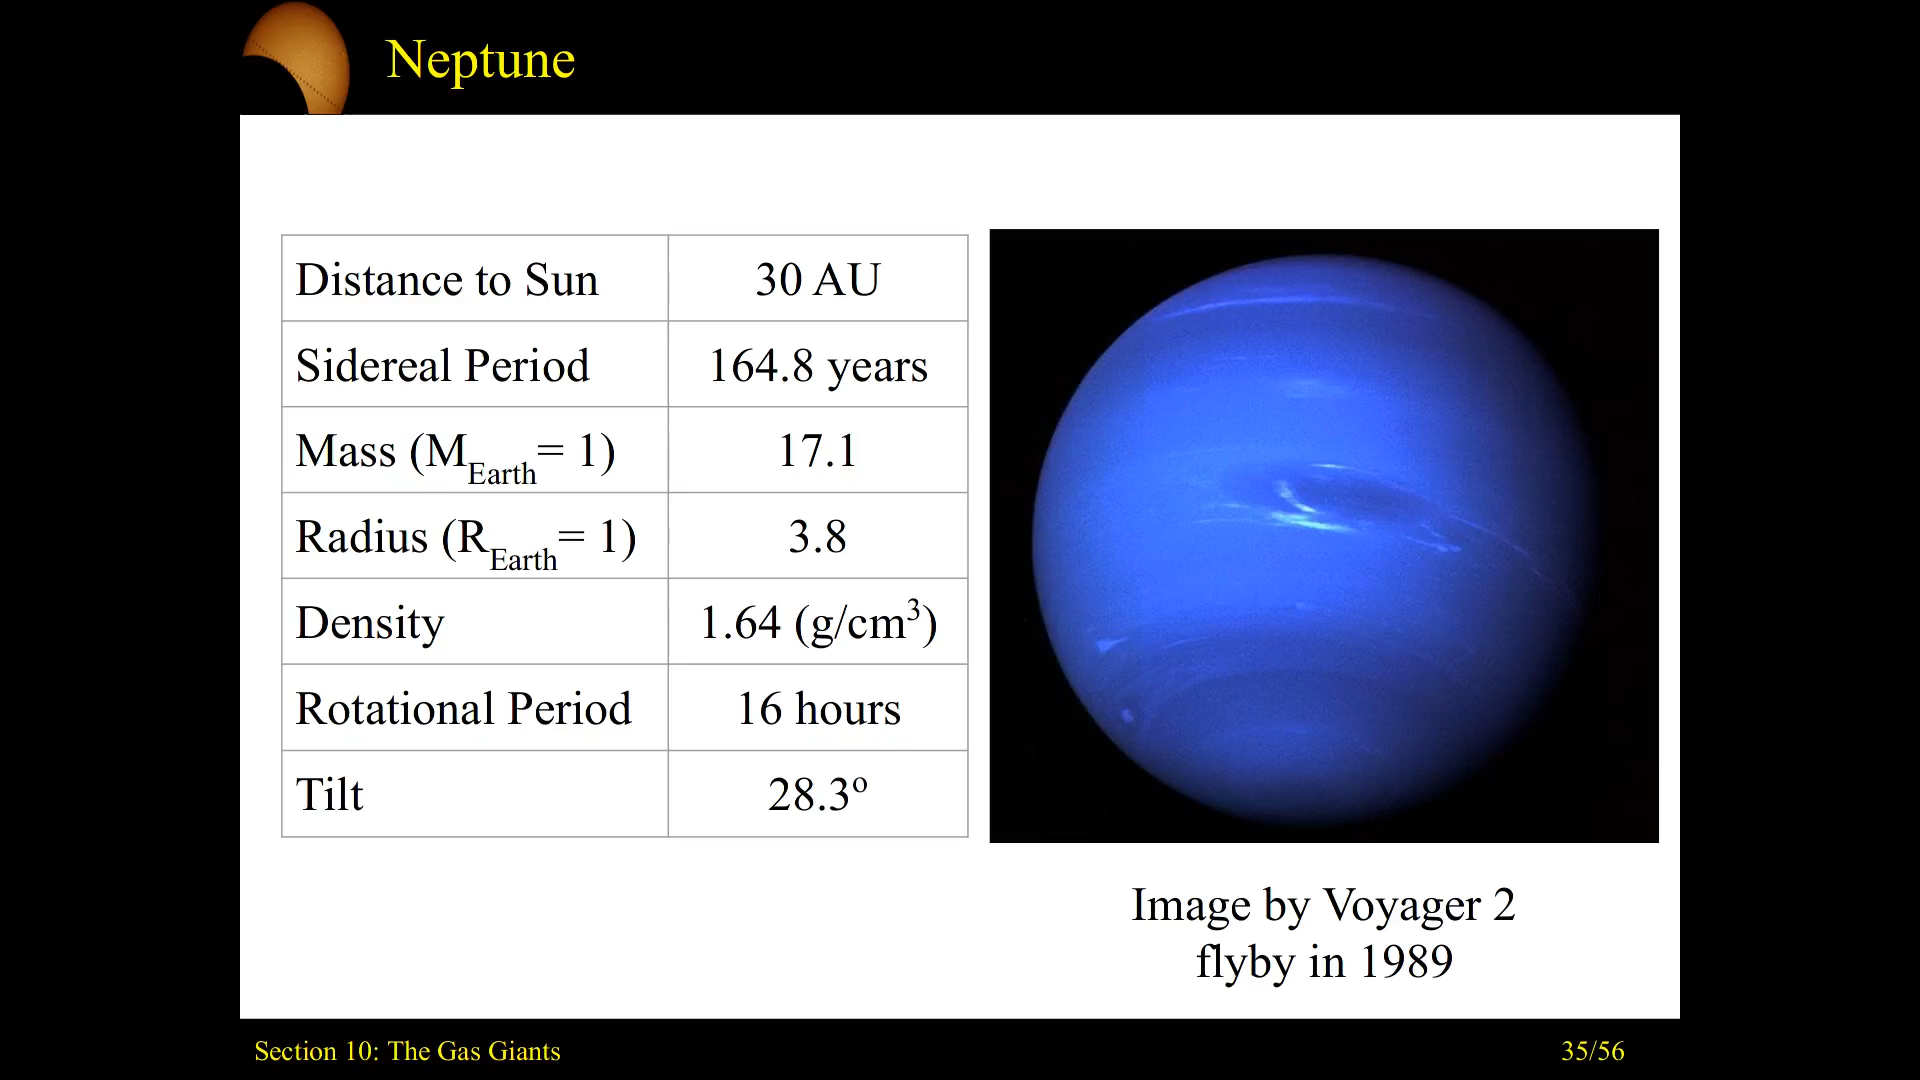 Neptune
Distance to Sun 30 AU
Sidereal Period 164.8 years
Mass (MEarth= 1) 17.1
Radius (REarth= 1) 3.8
Density 1.64 (g/cm³)
Rotational Period 16 hours
Tilt 28.3º
Image by Voyager 2
flyby in 1989
Section 10: The Gas Giants 35/56